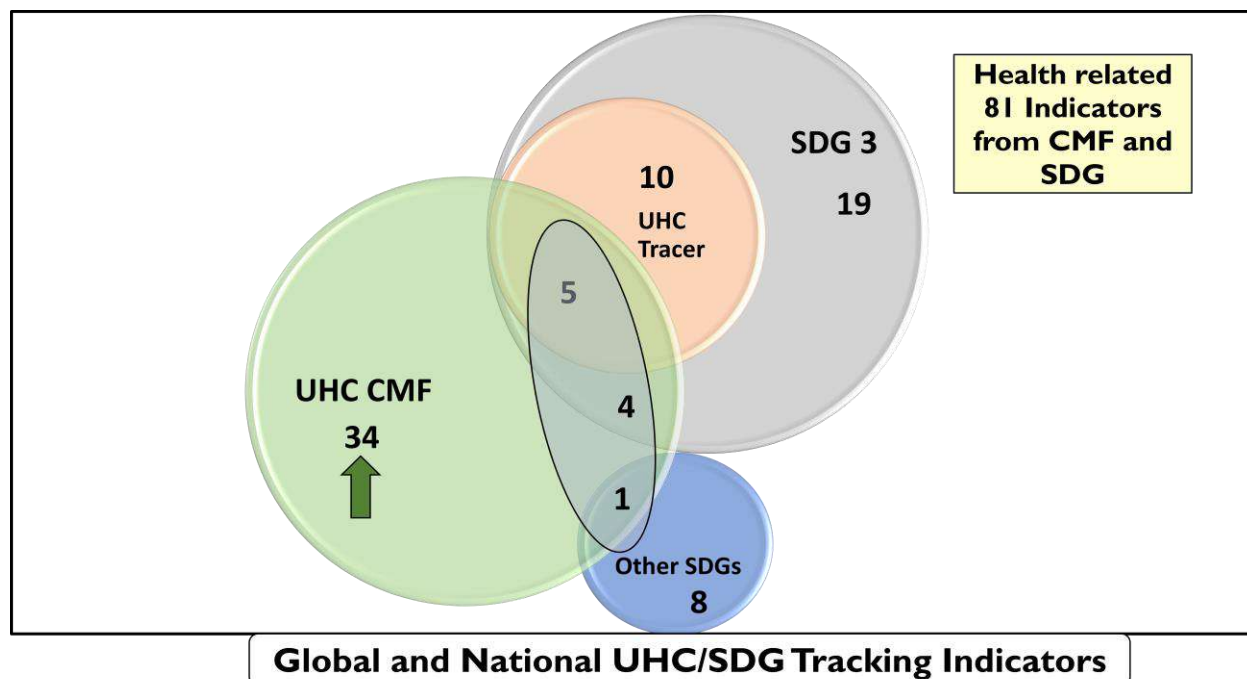 Health related
81 Indicators
from CMF and
SDG
SDG 3
19
10
UHC
Tracer
5
UHC CMF
34
4
1
Other SDGs
8
Global and National UHC/SDG Tracking Indicators